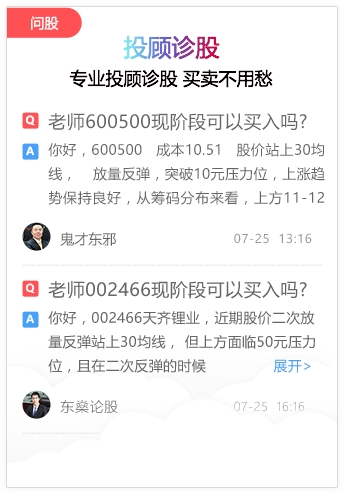 问股
投顾诊股
专业投顾诊股 买卖不用愁
Q 老师600500现阶段可以买入吗?
A 你好，600500 成本10.51 股价站上30均
线， 放量反弹，突破10元压力位，上涨趋
势保持良好，从筹码分布来看，上方11-12
鬼才东邪 07-25 13:16
Q 老师002466现阶段可以买入吗?
A 你好，002466天齐锂业，近期股价二次放
量反弹站上30均线， 但上方面临50元压力
位，且在二次反弹的时候 展开>
东燊论股 07-25 16:16